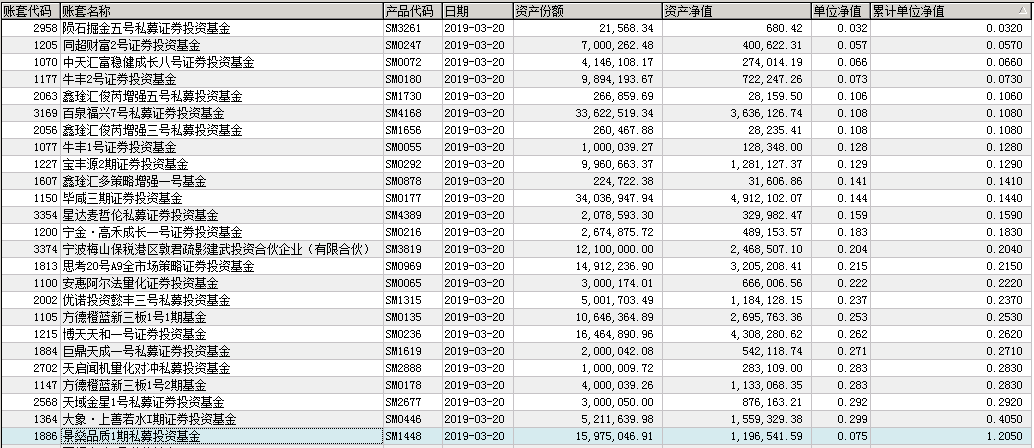 账套代码 账套名称 产品代码 日期 资产份额 资产净值 单位净值 累计单位净值
2958 陨石掘金五号私募证券投资基金 SM3261 2019-03-20 21,568.34 680.42 0.032 0.0320
1205 同超财富2号证券投资基金 SM0247 2019-03-20 7,000,262.48 400,622.31 0.057 0.0570
1070 中天汇富稳健成长八号证券投资基金 SM0072 2019-03-20 4,146,108.17 274,014.19 0.066 0.0660
1177 牛丰2号证券投资基金 SM0180 2019-03-20 9,894,193.67 722,247.26 0.073 0.0730
2063 鑫琻汇俊芮增强五号私募投资基金 SM1730 2019-03-20 266,859.69 28,159.50 0.106 0.1060
3169 百泉福兴7号私募证券投资基金 SM4168 2019-03-20 33,622,519.34 3,636,126.74 0.108 0.1080
2056 鑫琻汇俊芮增强三号私募投资基金 SM1656 2019-03-20 260,467.88 28,235.41 0.108 0.1080
1077 牛丰1号证券投资基金 SM0055 2019-03-20 1,000,039.27 128,348.00 0.128 0.1280
1227 宝丰源2期证券投资基金 SM0292 2019-03-20 9,960,663.37 1,281,127.37 0.129 0.1290
1607 鑫琻汇多策略增强一号基金 SM0878 2019-03-20 224,722.38 31,606.86 0.141 0.1410
1150 毕咸三期证券投资基金 SM0177 2019-03-20 34,036,947.94 4,912,102.07 0.144 0.1440
3354 星达麦哲伦私募证券投资基金 SM4389 2019-03-20 2,078,593.30 329,982.47 0.159 0.1590
1200 宁金·高禾成长一号证券投资基金 SM0216 2019-03-20 2,674,875.72 489,153.57 0.183 0.1830
3374 宁波梅山保税港区敦君疏影建武投资合伙企业（有限合伙） SM3819 2019-03-20 12,100,000.00 2,468,507.10 0.204 0.2040
1813 思考20号A9全市场策略证券投资基金 SM0969 2019-03-20 14,912,236.90 3,205,208.41 0.215 0.2150
1100 安惠阿尔法量化证券投资基金 SM0065 2019-03-20 3,000,174.01 666,006.56 0.222 0.2220
2002 优诺投资懿丰三号私募投资基金 SM1315 2019-03-20 5,001,703.49 1,184,128.15 0.237 0.2370
1105 方德橙蓝新三板1号1期基金 SM0135 2019-03-20 10,646,364.89 2,695,763.36 0.253 0.2530
1215 博天天和一号证券投资基金 SM0236 2019-03-20 16,464,890.96 4,308,280.62 0.262 0.2620
1884 巨鼎天成一号私募证券投资基金 SM1619 2019-03-20 2,000,042.08 542,118.74 0.271 0.2710
2702 天启闻机量化对冲私募投资基金 SM2888 2019-03-20 1,000,009.72 283,109.00 0.283 0.2830
1147 方德橙蓝新三板1号2期基金 SM0178 2019-03-20 4,000,039.26 1,133,068.35 0.283 0.2830
2568 天域金星1号私募证券投资基金 SM2677 2019-03-20 3,000,050.00 876,163.21 0.292 0.2920
1364 大象·上善若水I期证券投资基金 SM0446 2019-03-20 5,211,639.98 1,559,329.38 0.299 0.4050
1886 景燊品质1期私募投资基金 SM1448 2019-03-20 15,975,046.91 1,196,541.59 0.075 1.2050